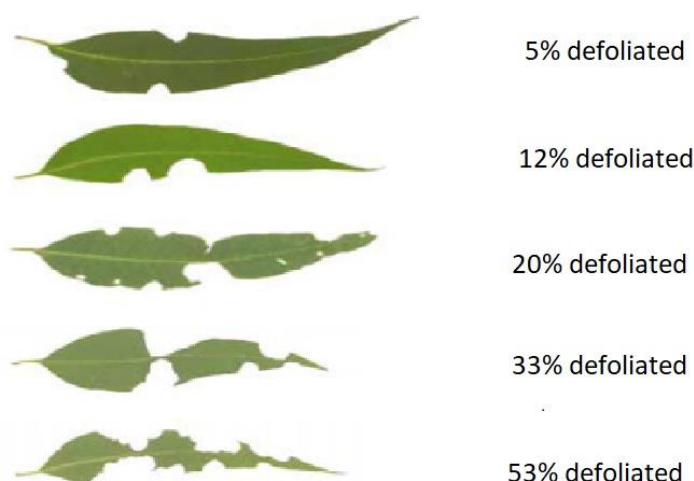 5% defoliated
12% defoliated
20% defoliated
33% defoliated
53% defoliated